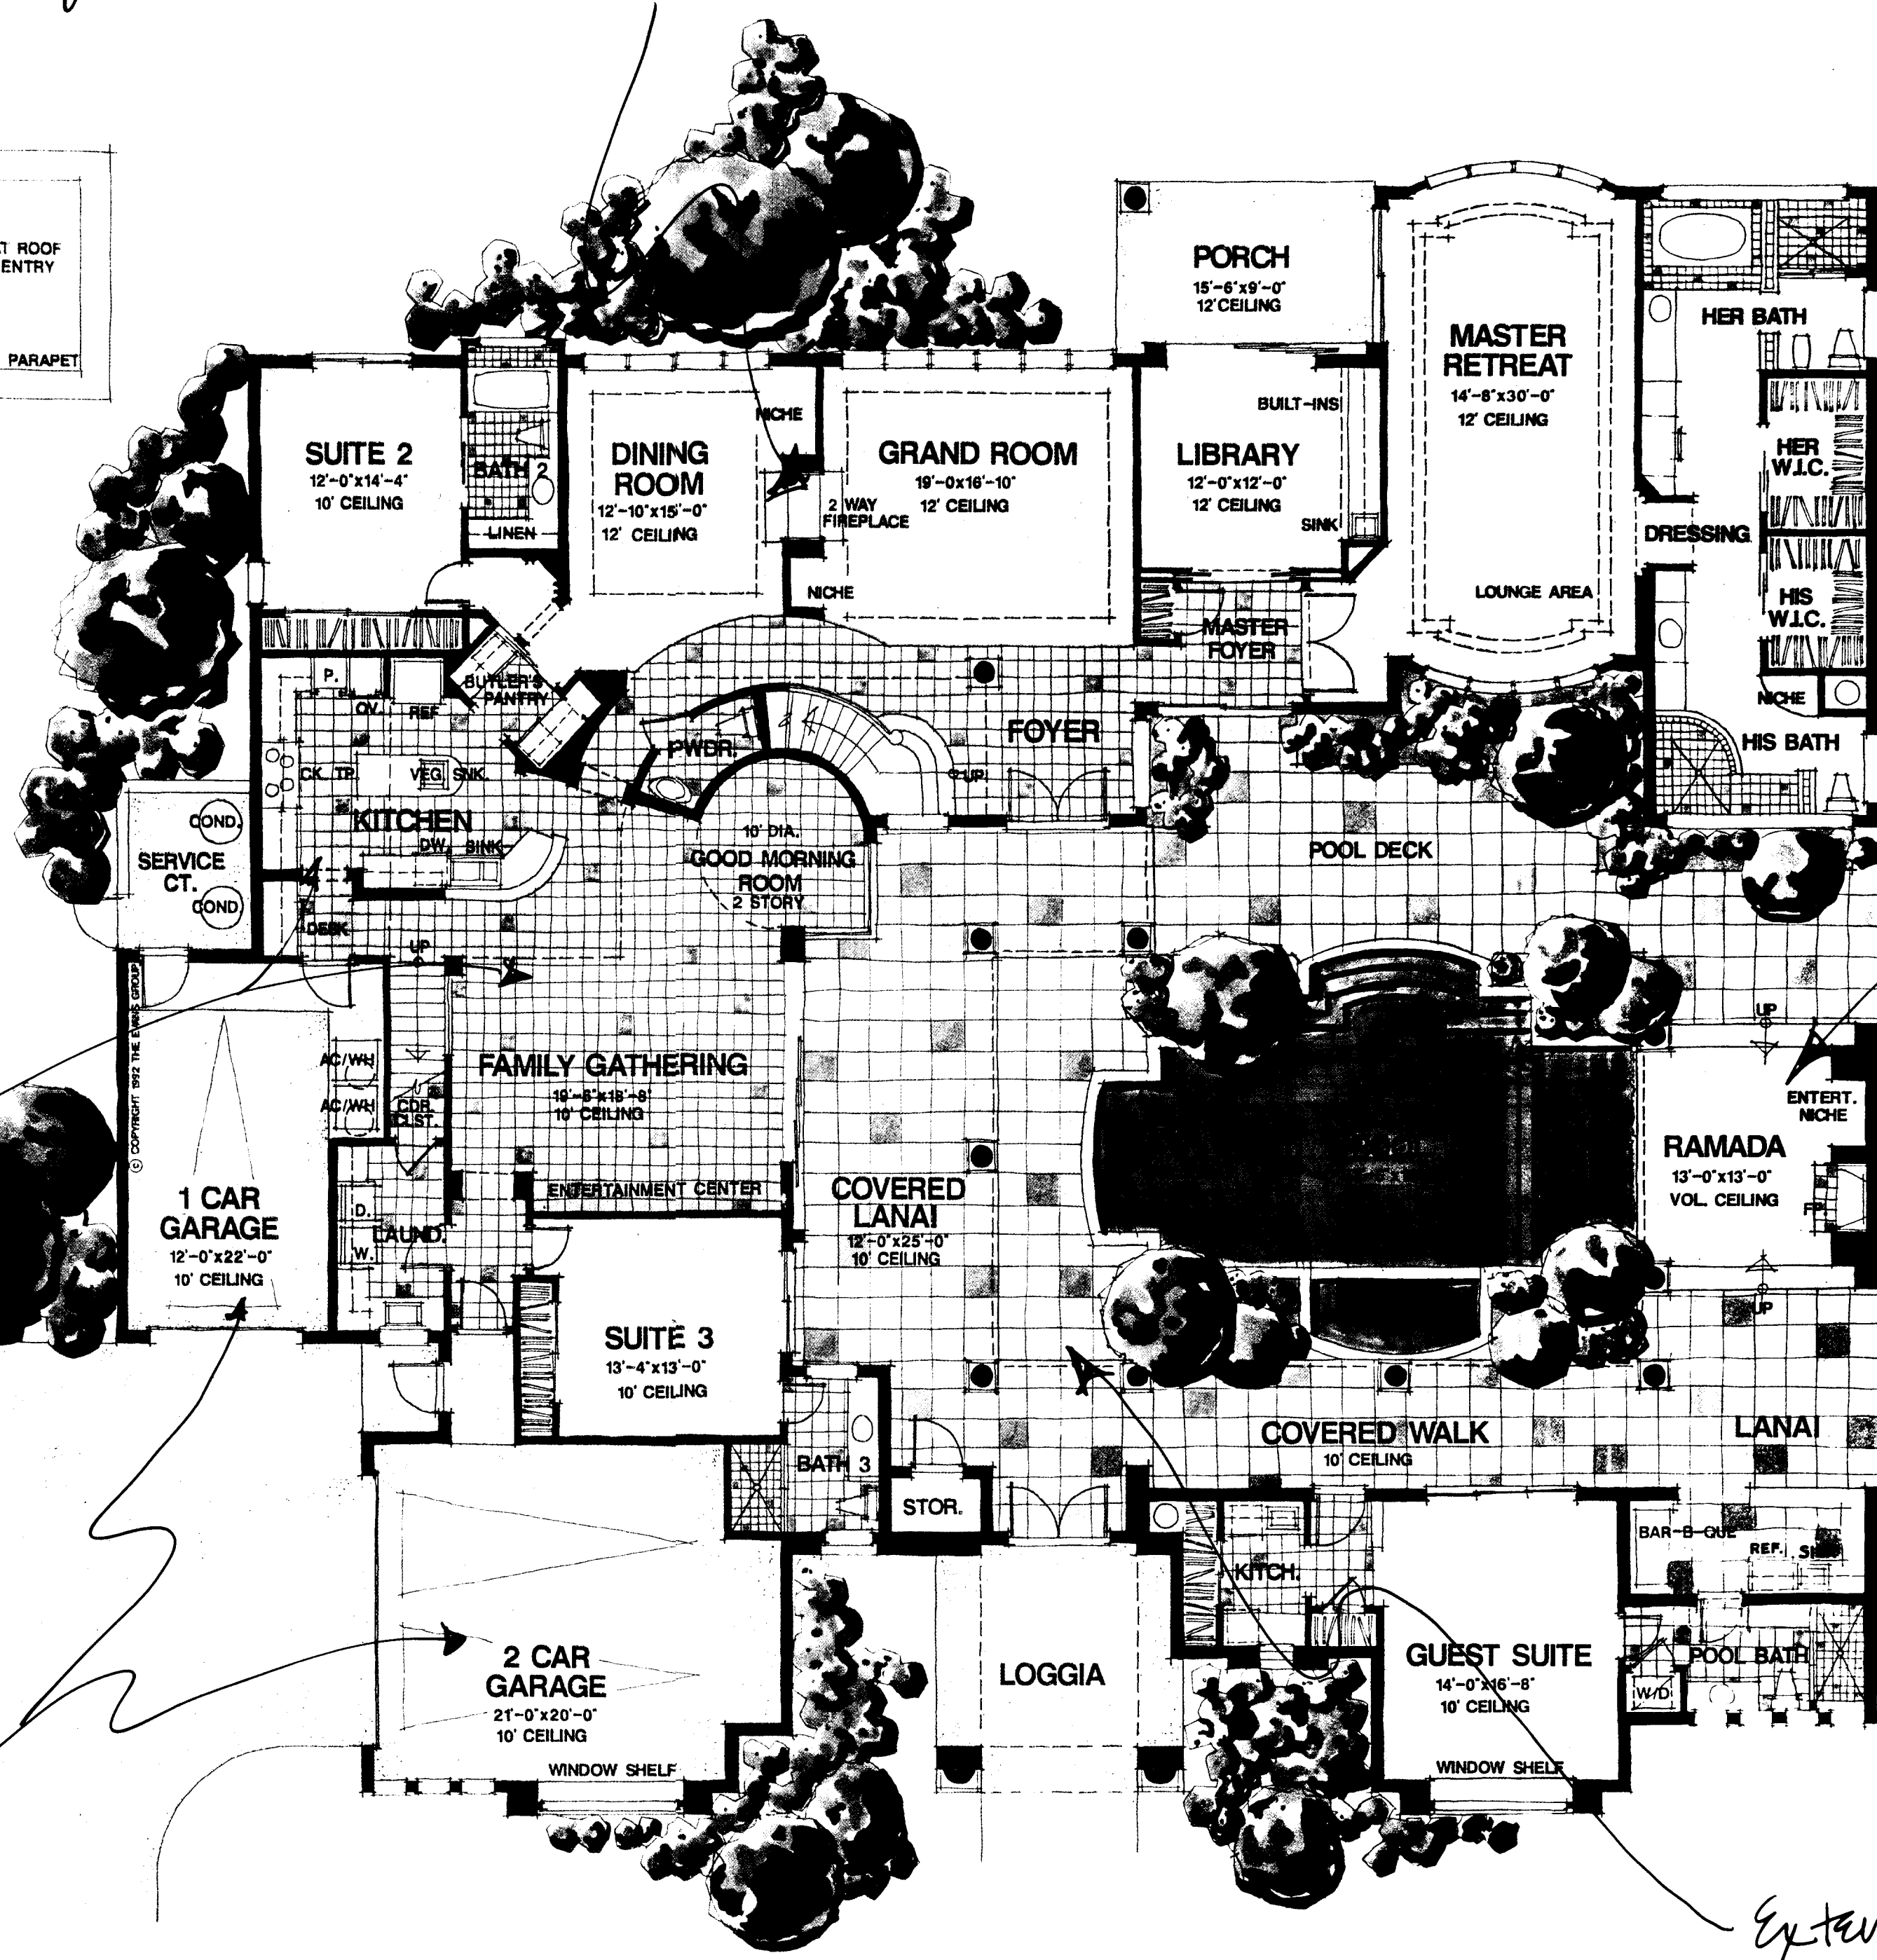 T ROOF
ENTRY
PARAPET
PORCH
15'-6"x9'-0"
12' CEILING
MASTER
RETREAT
14'-8"x30'-0"
12' CEILING
LOUNGE AREA
HER BATH
HER
W.I.C.
DRESSING
HIS
W.I.C.
NICHE
HIS BATH
SUITE 2
12'-0"x14'-4"
10' CEILING
BATH 2
LINEN
DINING
ROOM
12'-10"x15'-0"
12' CEILING
NICHE
2 WAY
FIREPLACE
NICHE
GRAND ROOM
19'-0x16'-10"
12' CEILING
LIBRARY
12'-0"x12'-0"
12' CEILING
BUILT-INS
SINK
MASTER
FOYER
P.
OV.
REF
BUTLER'S
PANTRY
CK. TP.
VEG. SNK.
KITCHEN
DW.
SINK
PWDR.
FOYER
UP
10' DIA.
GOOD MORNING
ROOM
2 STORY
POOL DECK
COND.
SERVICE
CT.
COND.
DESK
UP
© COPYRIGHT 1992 THE EVANS GROUP
AC/WH
AC/WH
CDR.
CLST.
FAMILY GATHERING
19'-8"x18'-8"
10' CEILING
ENTERTAINMENT CENTER
1 CAR
GARAGE
12'-0"x22'-0"
10' CEILING
D.
W.
LAUND.
COVERED
LANAI
12'-0"x25'-0"
10' CEILING
UP
ENTERT.
NICHE
RAMADA
13'-0"x13'-0"
VOL. CEILING
FP.
UP
SUITE 3
13'-4"x13'-0"
10' CEILING
BATH 3
STOR.
COVERED WALK
10' CEILING
LANAI
BAR-B-QUE
REF.
KITCH.
2 CAR
GARAGE
21'-0"x20'-0"
10' CEILING
WINDOW SHELF
LOGGIA
GUEST SUITE
14'-0"x16'-8"
10' CEILING
WINDOW SHELF
POOL BATH
W/D
Exten